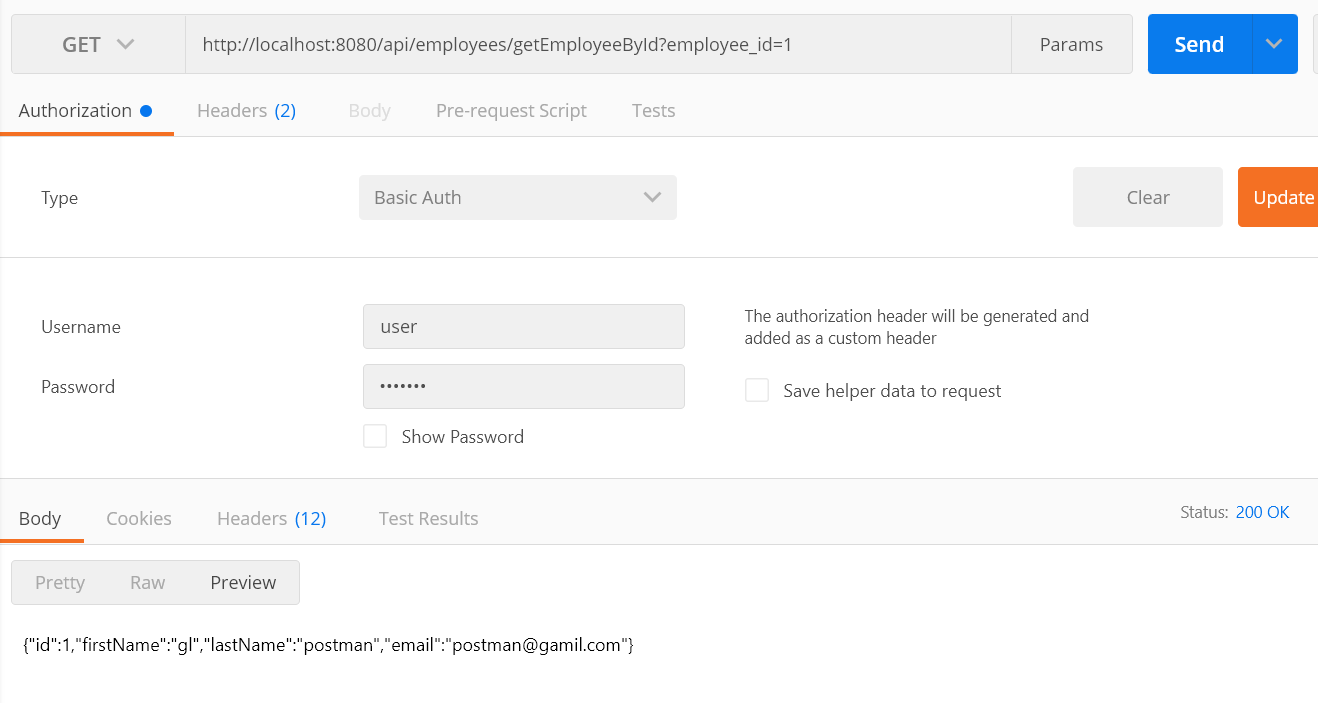 GET http://localhost:8080/api/employees/getEmployeeById?employee_id=1 Params Send
Authorization Headers (2) Body Pre-request Script Tests
Type Basic Auth Clear Update
Username user The authorization header will be generated and
added as a custom header
Password ••••••• Save helper data to request
Show Password
Body Cookies Headers (12) Test Results Status: 200 OK
Pretty Raw Preview
{"id":1,"firstName":"gl","lastName":"postman","email":"postman@gamil.com"}